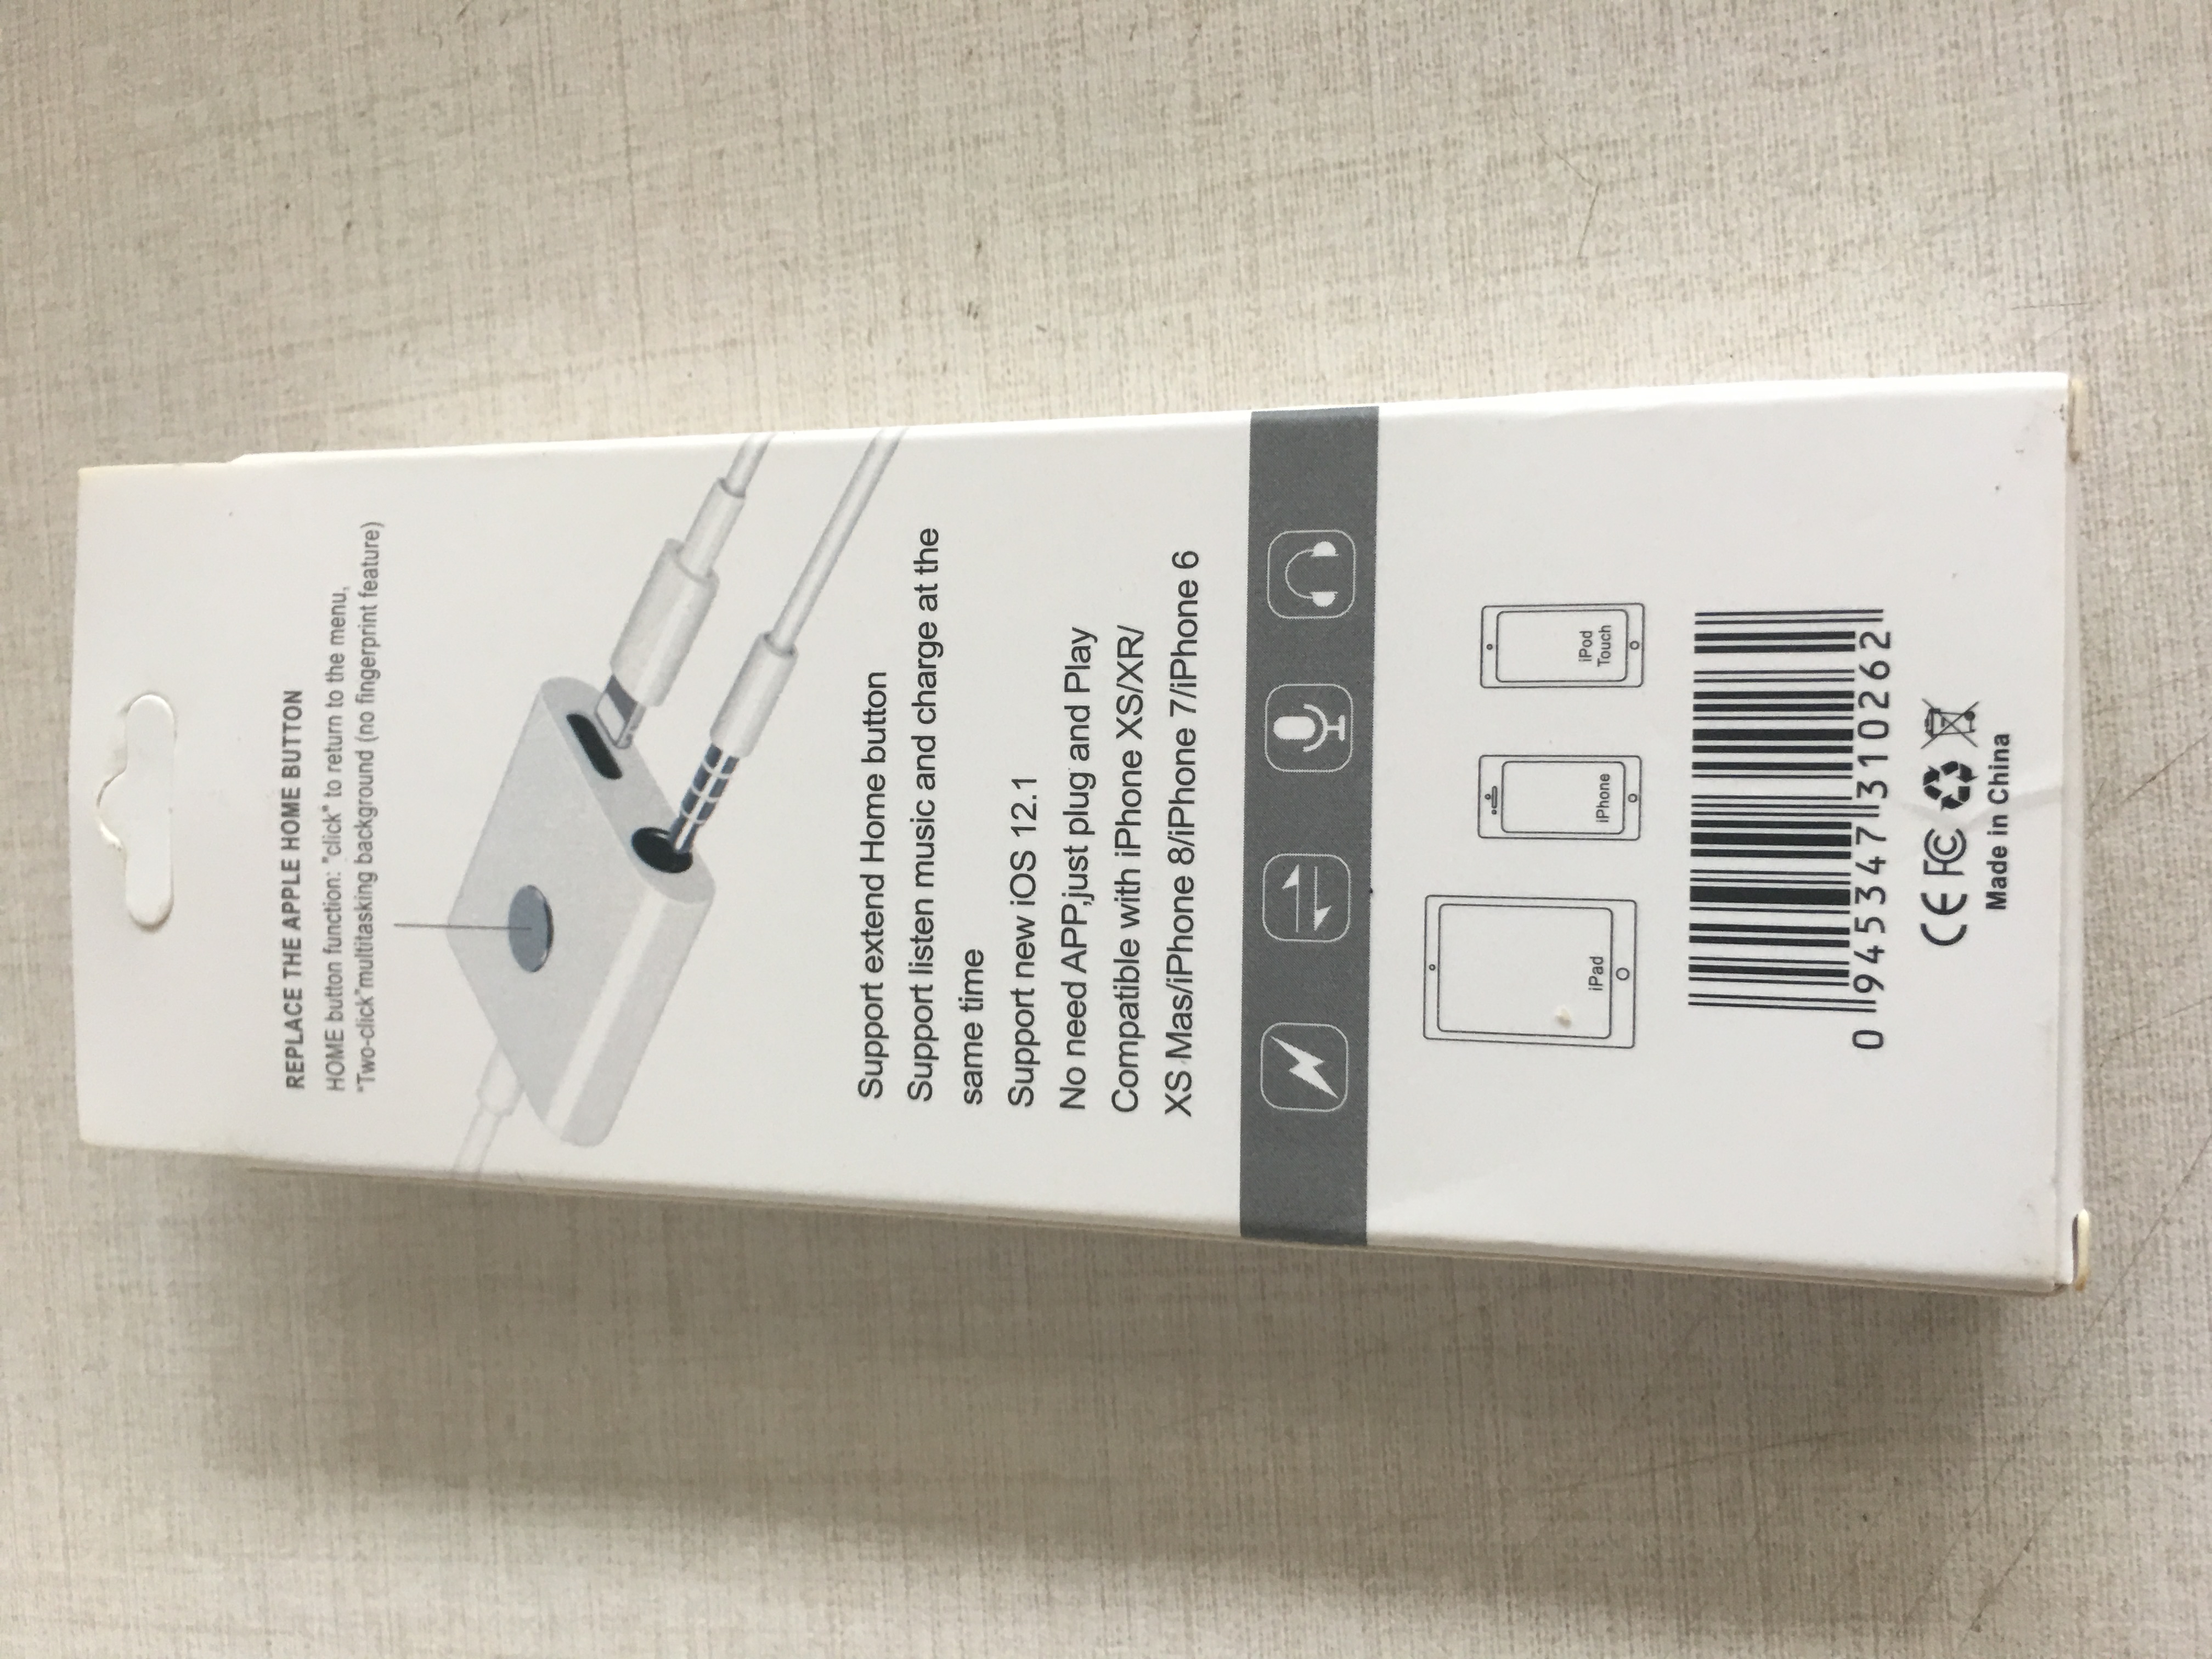 REPLACE THE APPLE HOME BUTTON
HOME button function: "click" to return to the menu,
"Two-click"multitasking background (no fingerprint feature)
Support extend Home button
Support listen music and charge at the
same time
Support new iOS 12.1
No need APP,just plug and Play
Compatible with iPhone XS/XR/
XS Mas/iPhone 8/iPhone 7/iPhone 6
iPad
iPhone
iPod
Touch
0 945347 310262
CE FC
Made in China